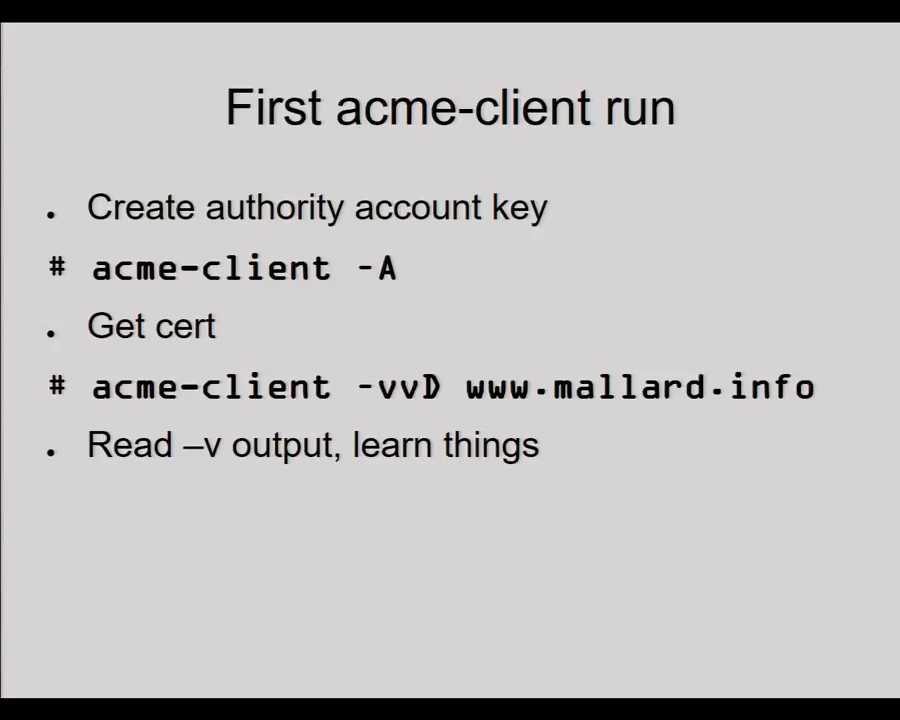 First acme-client run
. Create authority account key
# acme-client -A
. Get cert
# acme-client -vvD www.mallard.info
. Read –v output, learn things